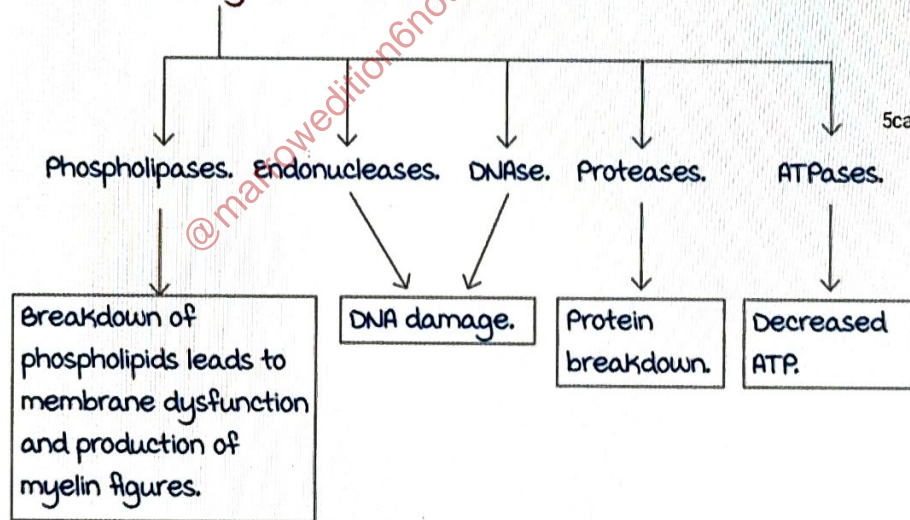 @marrowedition6no
5ca
Phospholipases. Endonucleases. DNAse. Proteases. ATPases.
Breakdown of
phospholipids leads to
membrane dysfunction
and production of
myelin figures.
DNA damage.
Protein
breakdown.
Decreased
ATP.